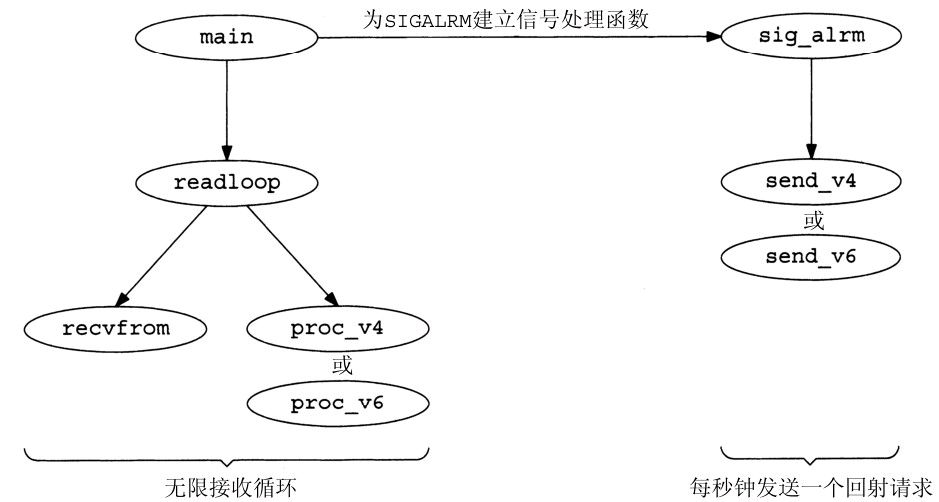 main
为SIGALRM建立信号处理函数
sig_alrm
readloop
send_v4
或
send_v6
recvfrom
proc_v4
或
proc_v6
无限接收循环
每秒钟发送一个回射请求